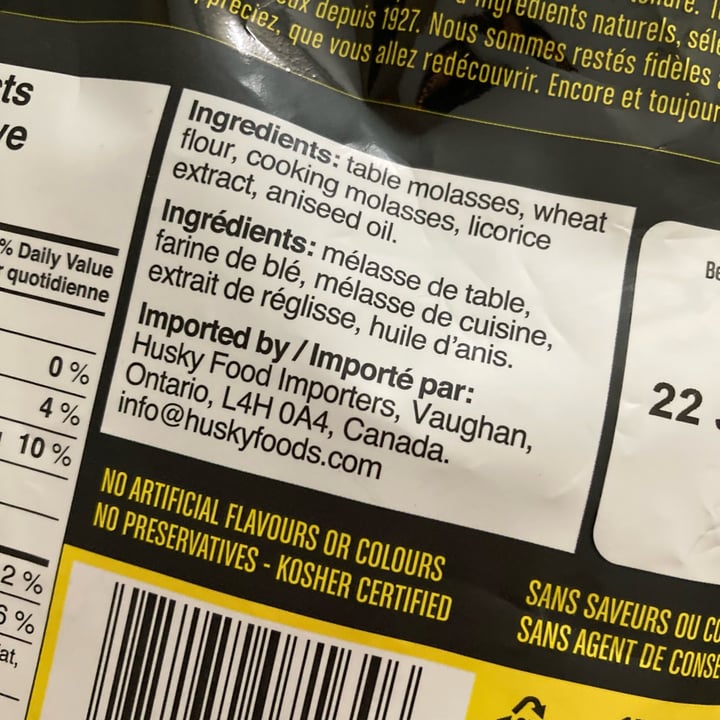 ingrédients naturels, sél
depuis 1927. Nous sommes restés fidèles
que vous allez redécouvrir. Encore et toujour
% Daily Value
quotidienne
0 %
4 %
10 %
2 %
%
Ingredients: table molasses, wheat
flour, cooking molasses, licorice
extract, aniseed oil.
Ingrédients: mélasse de table,
farine de blé, mélasse de cuisine,
extrait de réglisse, huile d'anis.
Imported by / Importé par:
Husky Food Importers, Vaughan,
Ontario, L4H 0A4, Canada.
info@huskyfoods.com
22
NO ARTIFICIAL FLAVOURS OR COLOURS
NO PRESERVATIVES - KOSHER CERTIFIED
SANS SAVEURS OU
SANS AGENT DE CONSE